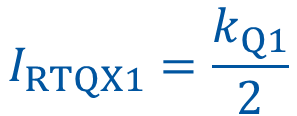 I_RTQX1 = k_Q1 / 2